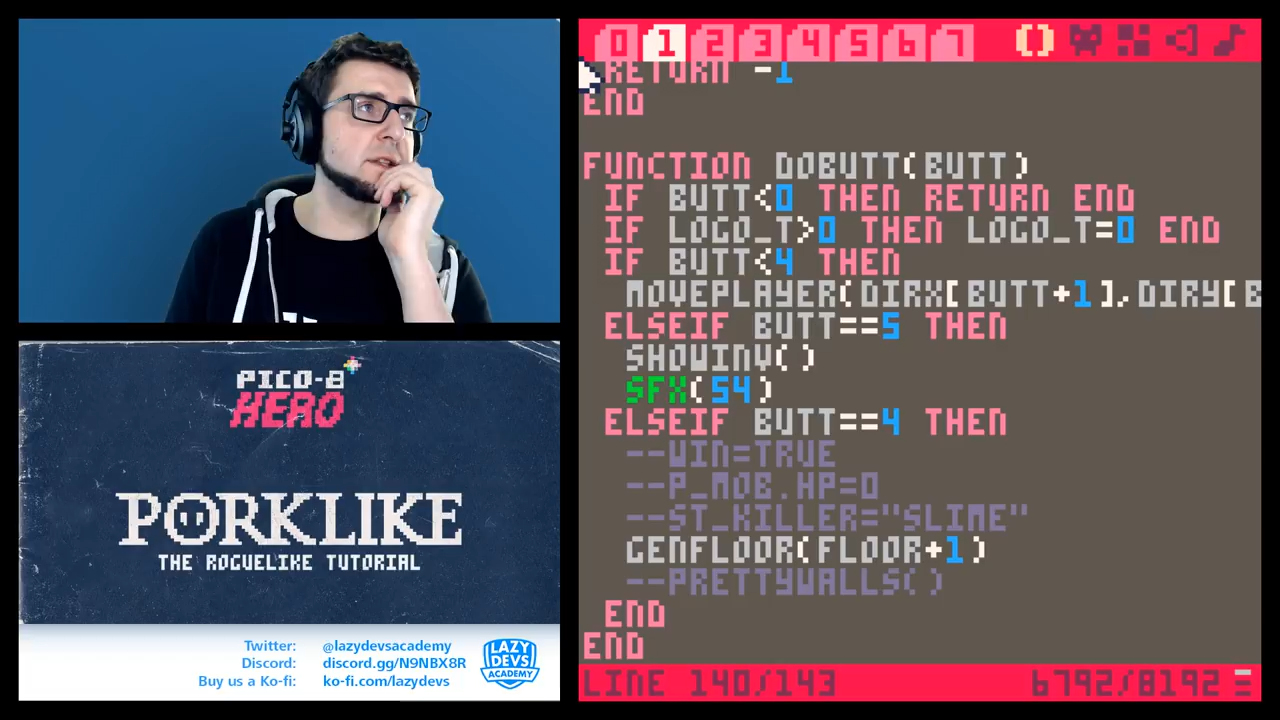 0 1 2 3 4 5 6 7
RETURN -1
END
FUNCTION DOBUTT(BUTT)
IF BUTT<0 THEN RETURN END
IF LOGO_T>0 THEN LOGO_T=0 END
IF BUTT<4 THEN
MOVEPLAYER(DIRX[BUTT+1],DIRY[B
ELSEIF BUTT==5 THEN
SHOWINV()
SFX(54)
ELSEIF BUTT==4 THEN
--WIN=TRUE
--P_MOB.HP=0
--ST_KILLER="SLIME"
GENFLOOR(FLOOR+1)
--PRETTYWALLS()
END
END
LINE 140/143 6792/8192
PICO-8
HERO
PORKLIKE
THE ROGUELIKE TUTORIAL
Twitter: @lazydevsacademy
Discord: discord.gg/N9NBX8R
Buy us a Ko-fi: ko-fi.com/lazydevs
LAZY
DEVS
ACADEMY